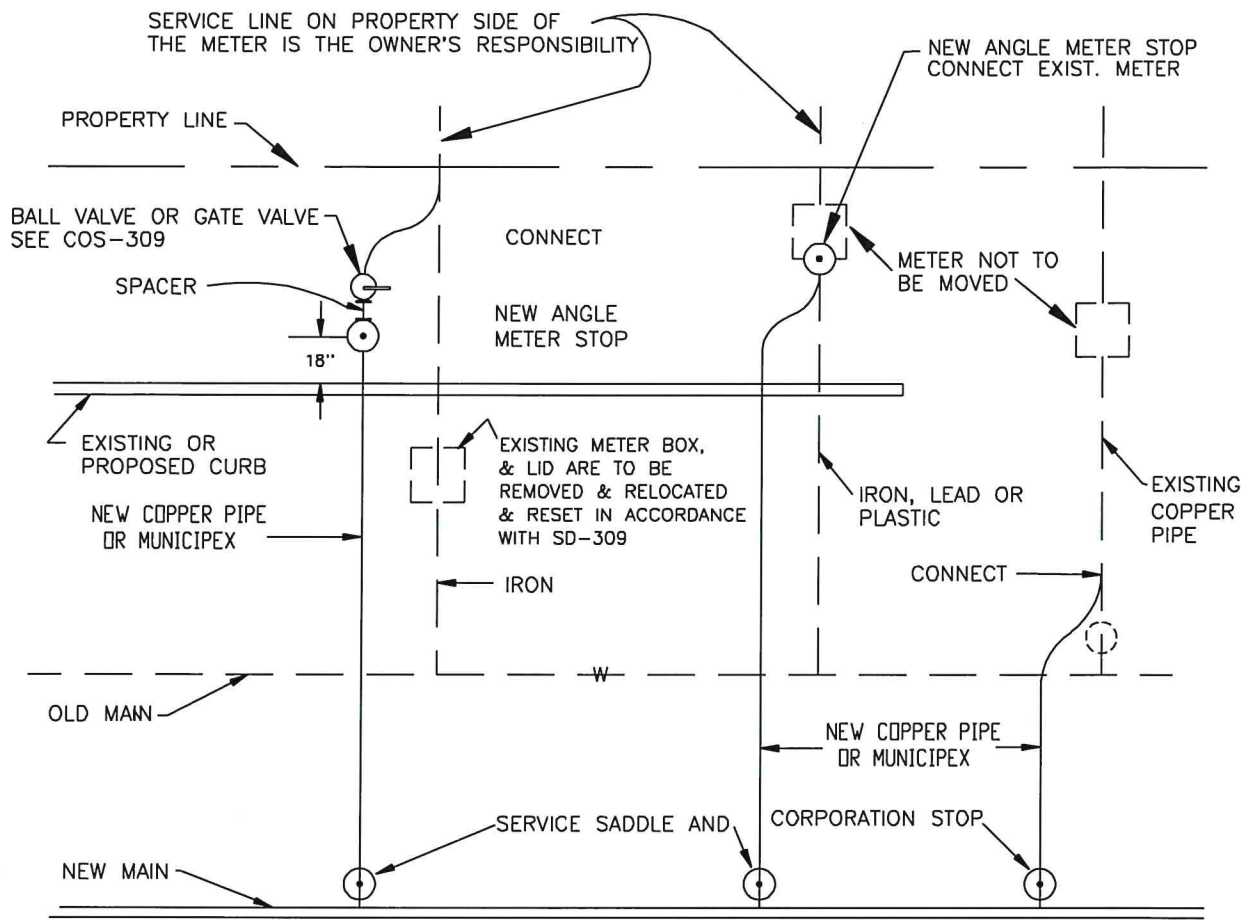 SERVICE LINE ON PROPERTY SIDE OF
THE METER IS THE OWNER'S RESPONSIBILITY
NEW ANGLE METER STOP
CONNECT EXIST. METER
PROPERTY LINE
BALL VALVE OR GATE VALVE
SEE COS-309
CONNECT
METER NOT TO
BE MOVED
SPACER
NEW ANGLE
METER STOP
18"
EXISTING OR
PROPOSED CURB
EXISTING METER BOX,
& LID ARE TO BE
REMOVED & RELOCATED
& RESET IN ACCORDANCE
WITH SD-309
IRON, LEAD OR
PLASTIC
EXISTING
COPPER
PIPE
NEW COPPER PIPE
OR MUNICIPEX
IRON
CONNECT
W
OLD MAIN
NEW COPPER PIPE
OR MUNICIPEX
SERVICE SADDLE AND
CORPORATION STOP
NEW MAIN